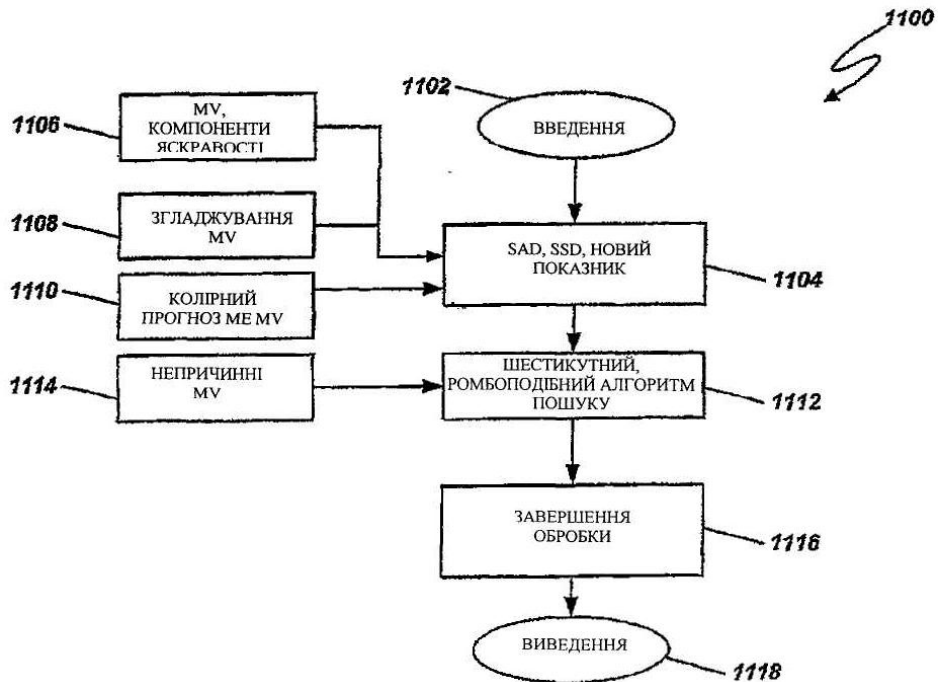 1100
1102
ВВЕДЕННЯ
1106
MV,
КОМПОНЕНТИ
ЯСКРАВОСТІ
1108
ЗГЛАДЖУВАННЯ
MV
SAD, SSD, НОВИЙ
ПОКАЗНИК
1104
1110
КОЛІРНИЙ
ПРОГНОЗ МЕ MV
1114
НЕПРИЧИННІ
MV
ШЕСТИКУТНИЙ,
РОМБОПОДІБНИЙ АЛГОРИТМ
ПОШУКУ
1112
ЗАВЕРШЕННЯ
ОБРОБКИ
1116
ВИВЕДЕННЯ
1118